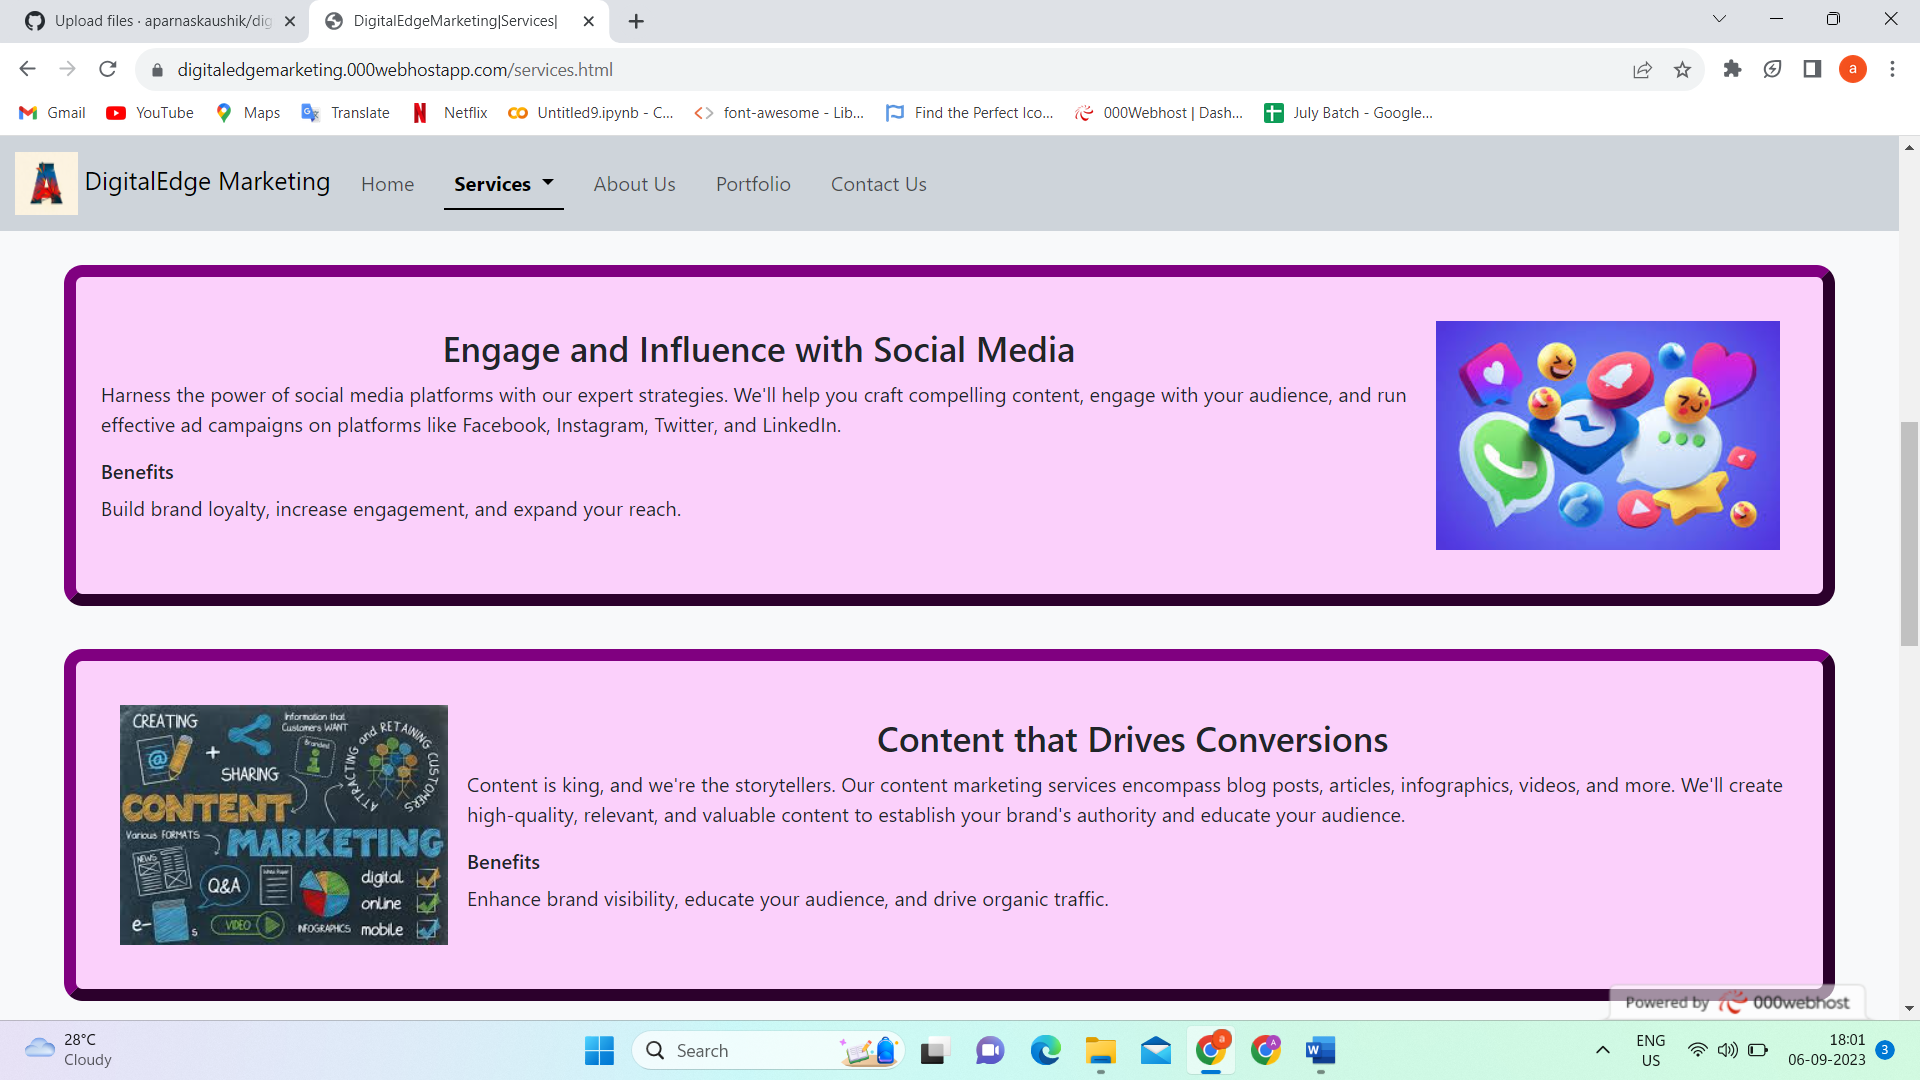 Upload files · aparnaskaushik/dig
DigitalEdgeMarketing|Services|
digitaledgemarketing.000webhostapp.com/services.html
a
Gmail
YouTube
Maps
Translate
Netflix
Untitled9.ipynb - C...
font-awesome - Lib...
Find the Perfect Ico...
000Webhost | Dash...
July Batch - Google...
DigitalEdge Marketing
Home
Services
About Us
Portfolio
Contact Us
Engage and Influence with Social Media
Harness the power of social media platforms with our expert strategies. We'll help you craft compelling content, engage with your audience, and run
effective ad campaigns on platforms like Facebook, Instagram, Twitter, and LinkedIn.
Benefits
Build brand loyalty, increase engagement, and expand your reach.
CREATING
+
SHARING
Information that
Customers WANT
Branded
ATTRACTING and RETAINING CUSTOMERS
CONTENT
MARKETING
Various FORMATS
NEWS
Q&A
digital
online
mobile
e-
s
VIDEO
INFOGRAPHICS
Content that Drives Conversions
Content is king, and we're the storytellers. Our content marketing services encompass blog posts, articles, infographics, videos, and more. We'll create
high-quality, relevant, and valuable content to establish your brand's authority and educate your audience.
Benefits
Enhance brand visibility, educate your audience, and drive organic traffic.
Powered by 000webhost
28°C
Cloudy
Search
ENG
US
18:01
06-09-2023
3